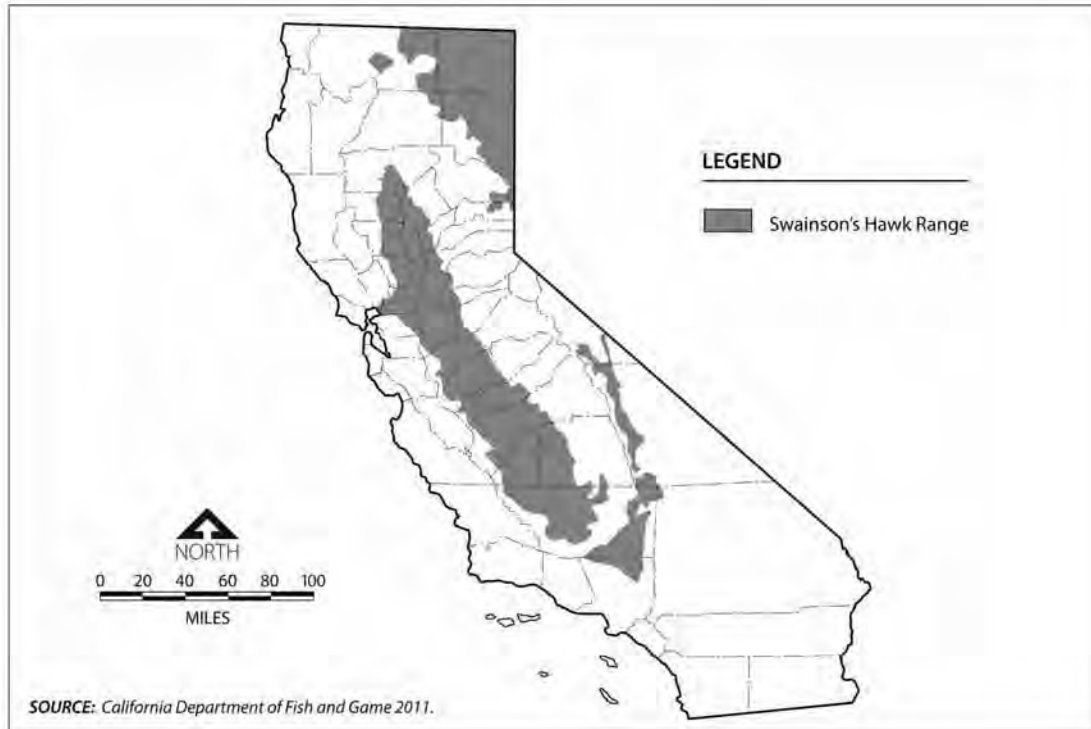 LEGEND
Swainson's Hawk Range
NORTH
0 20 40 60 80 100
MILES
SOURCE: California Department of Fish and Game 2011.